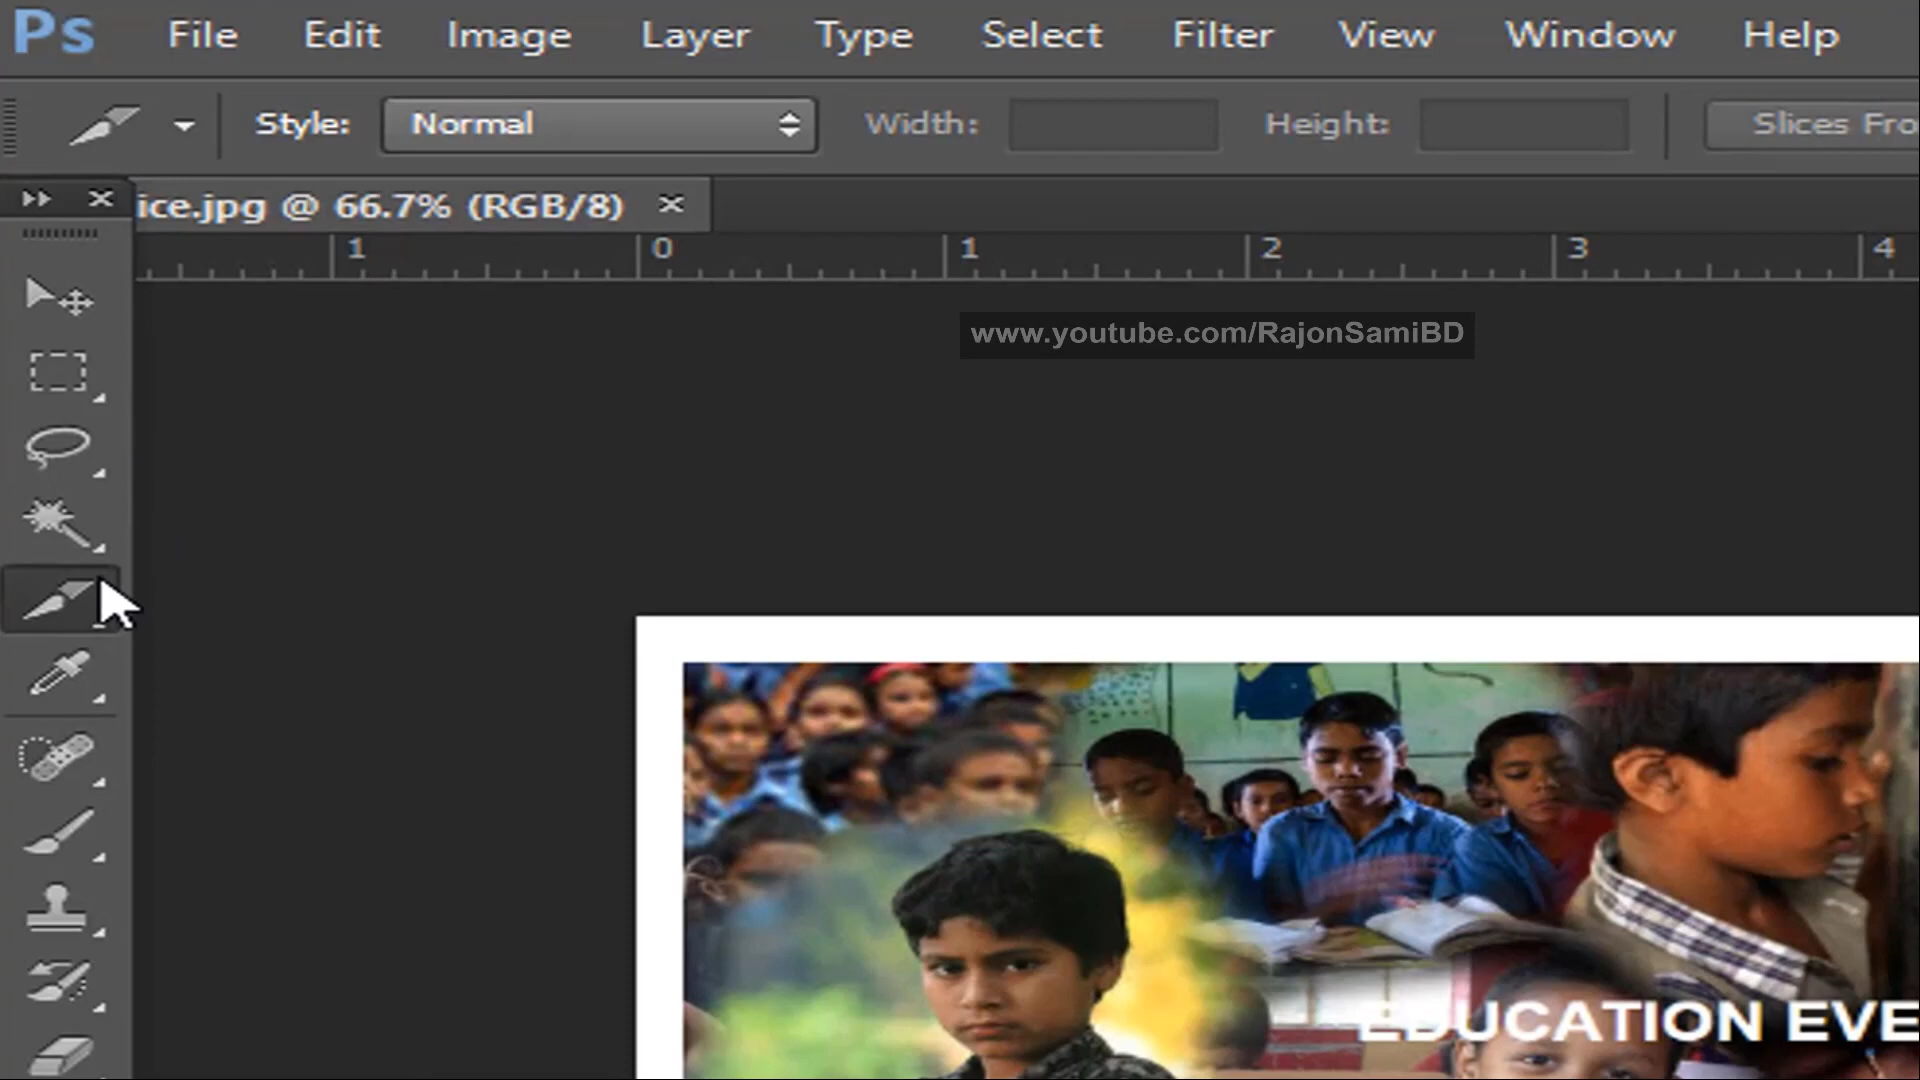 Ps File Edit Image Layer Type Select Filter View Window Help
Style: Normal Width: Height: Slices Fro
ice.jpg @ 66.7% (RGB/8)
1 0 1 2 3 4
www.youtube.com/RajonSamiBD
EDUCATION EVE